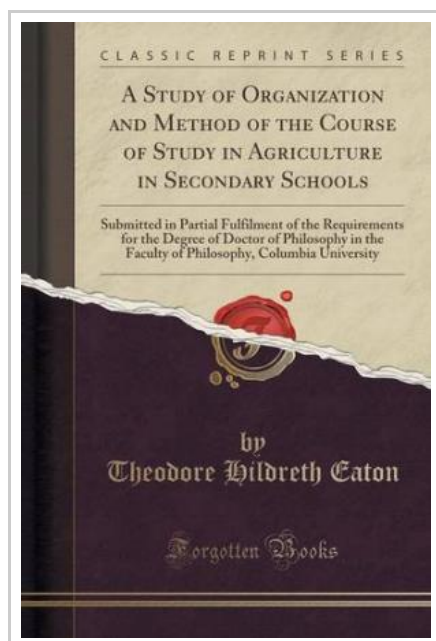 CLASSIC REPRINT SERIES
A STUDY OF ORGANIZATION
AND METHOD OF THE COURSE
OF STUDY IN AGRICULTURE
IN SECONDARY SCHOOLS
Submitted in Partial Fulfilment of the Requirements
for the Degree of Doctor of Philosophy in the
Faculty of Philosophy, Columbia University
by
Theodore Hildreth Eaton
Forgotten Books